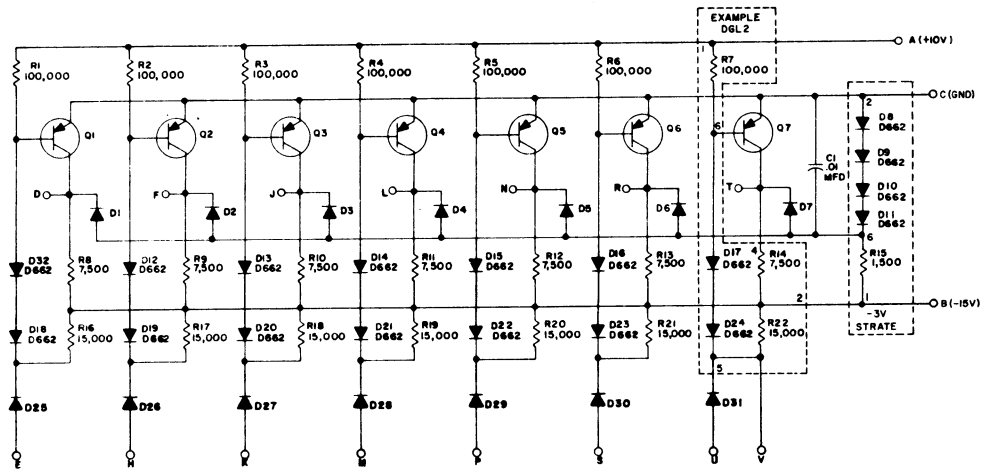 EXAMPLE
DGL2
A (+10V)
R1
100,000
R2
100,000
R3
100,000
R4
100,000
R5
100,000
R6
100,000
1
R7
100,000
C (GND)
2
Q1
Q2
Q3
Q4
Q5
Q6
6
Q7
C1
.01
MFD
D8
D662
D9
D662
D10
D662
D11
D662
D
D1
F
D2
J
D3
L
D4
N
D5
R
D6
T
D7
6
D32
D662
R8
7,500
D12
D662
R9
7,500
D13
D662
R10
7,500
D14
D662
R11
7,500
D15
D662
R12
7,500
D16
D662
R13
7,500
D17
D662
4
R14
7,500
R15
1,500
2
1
B (-15V)
D18
D662
R16
15,000
D19
D662
R17
15,000
D20
D662
R18
15,000
D21
D662
R19
15,000
D22
D662
R20
15,000
D23
D662
R21
15,000
D24
D662
R22
15,000
-3V
STRATE
5
D25
D26
D27
D28
D29
D30
D31
E
H
K
M
P
S
U
V